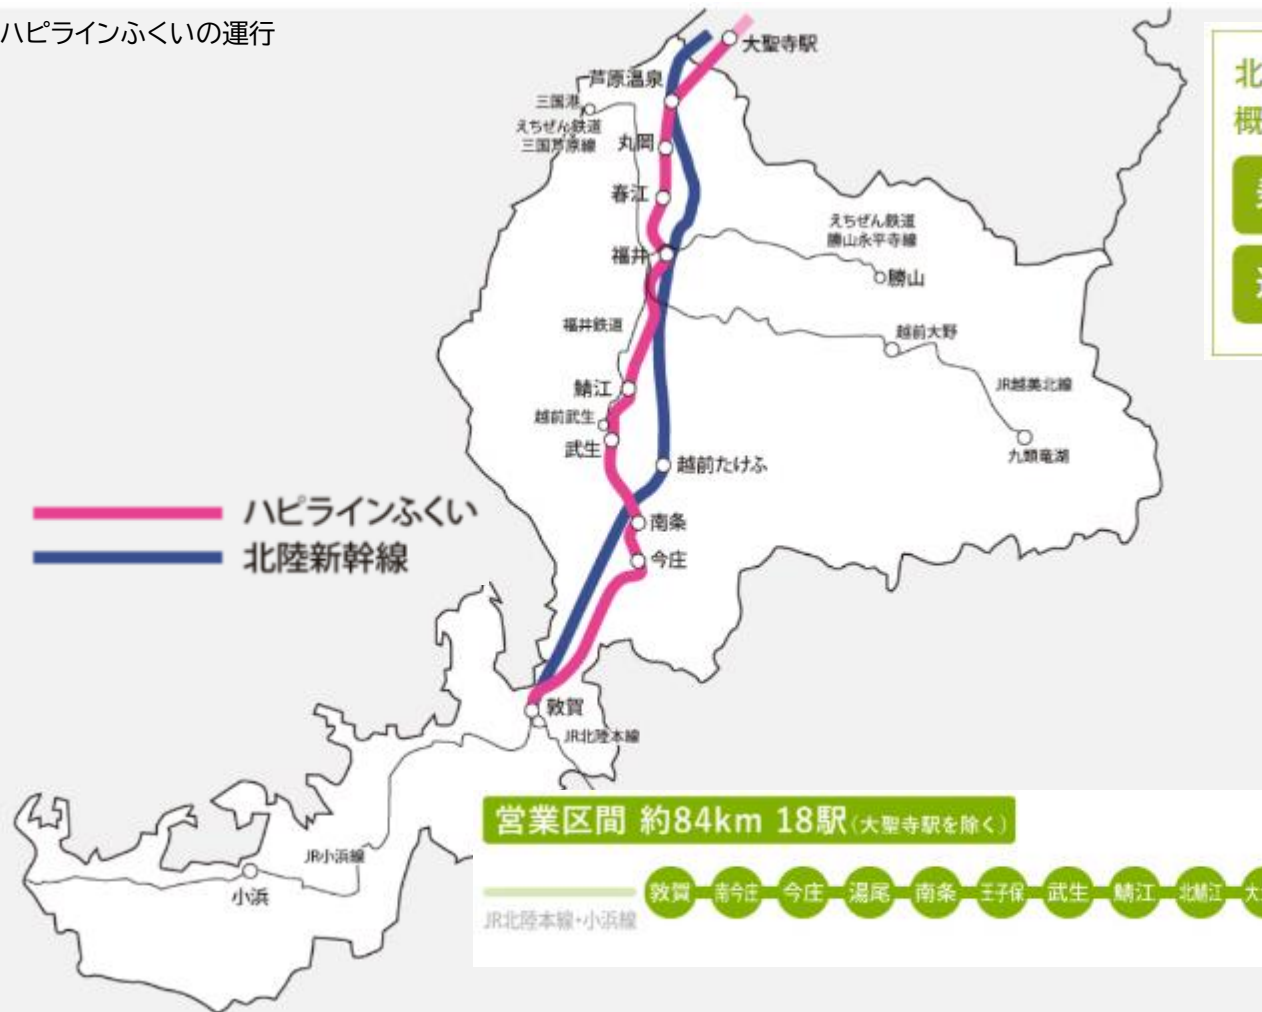 ハピラインふくいの運行
大聖寺駅
北
概
芦原温泉
三国港
えちぜん鉄道
三国芦原線
丸岡
春江
えちぜん鉄道
勝山永平寺線
福井
勝山
福井鉄道
越前大野
鯖江
JR越美北線
越前武生
武生
越前たけふ
九頭竜湖
ハピラインふくい
北陸新幹線
南条
今庄
敦賀
JR北陸本線
営業区間 約84km 18駅(大聖寺駅を除く)
JR小浜線
小浜
敦賀 南今庄 今庄 湯尾 南条 王子保 武生 鯖江 北鯖江 大
JR北陸本線・小浜線